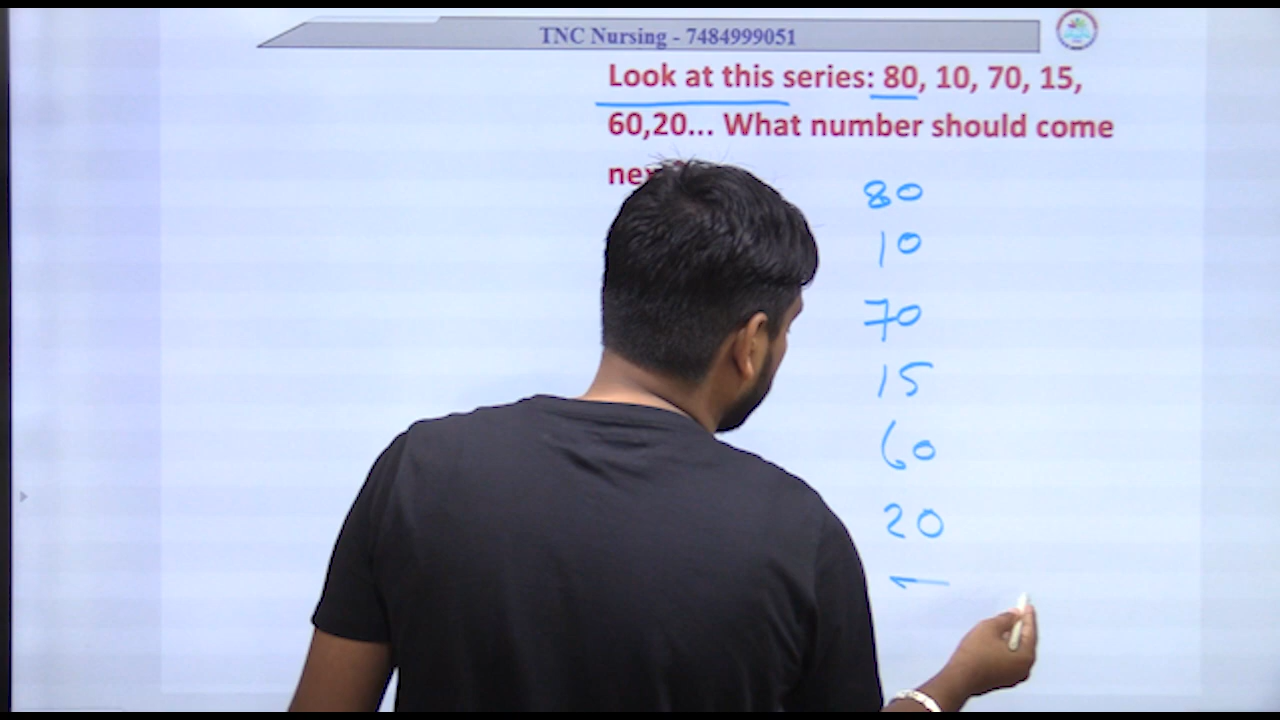 TNC Nursing - 7484999051
Look at this series: 80, 10, 70, 15,
60,20... What number should come
80
10
70
15
60
20